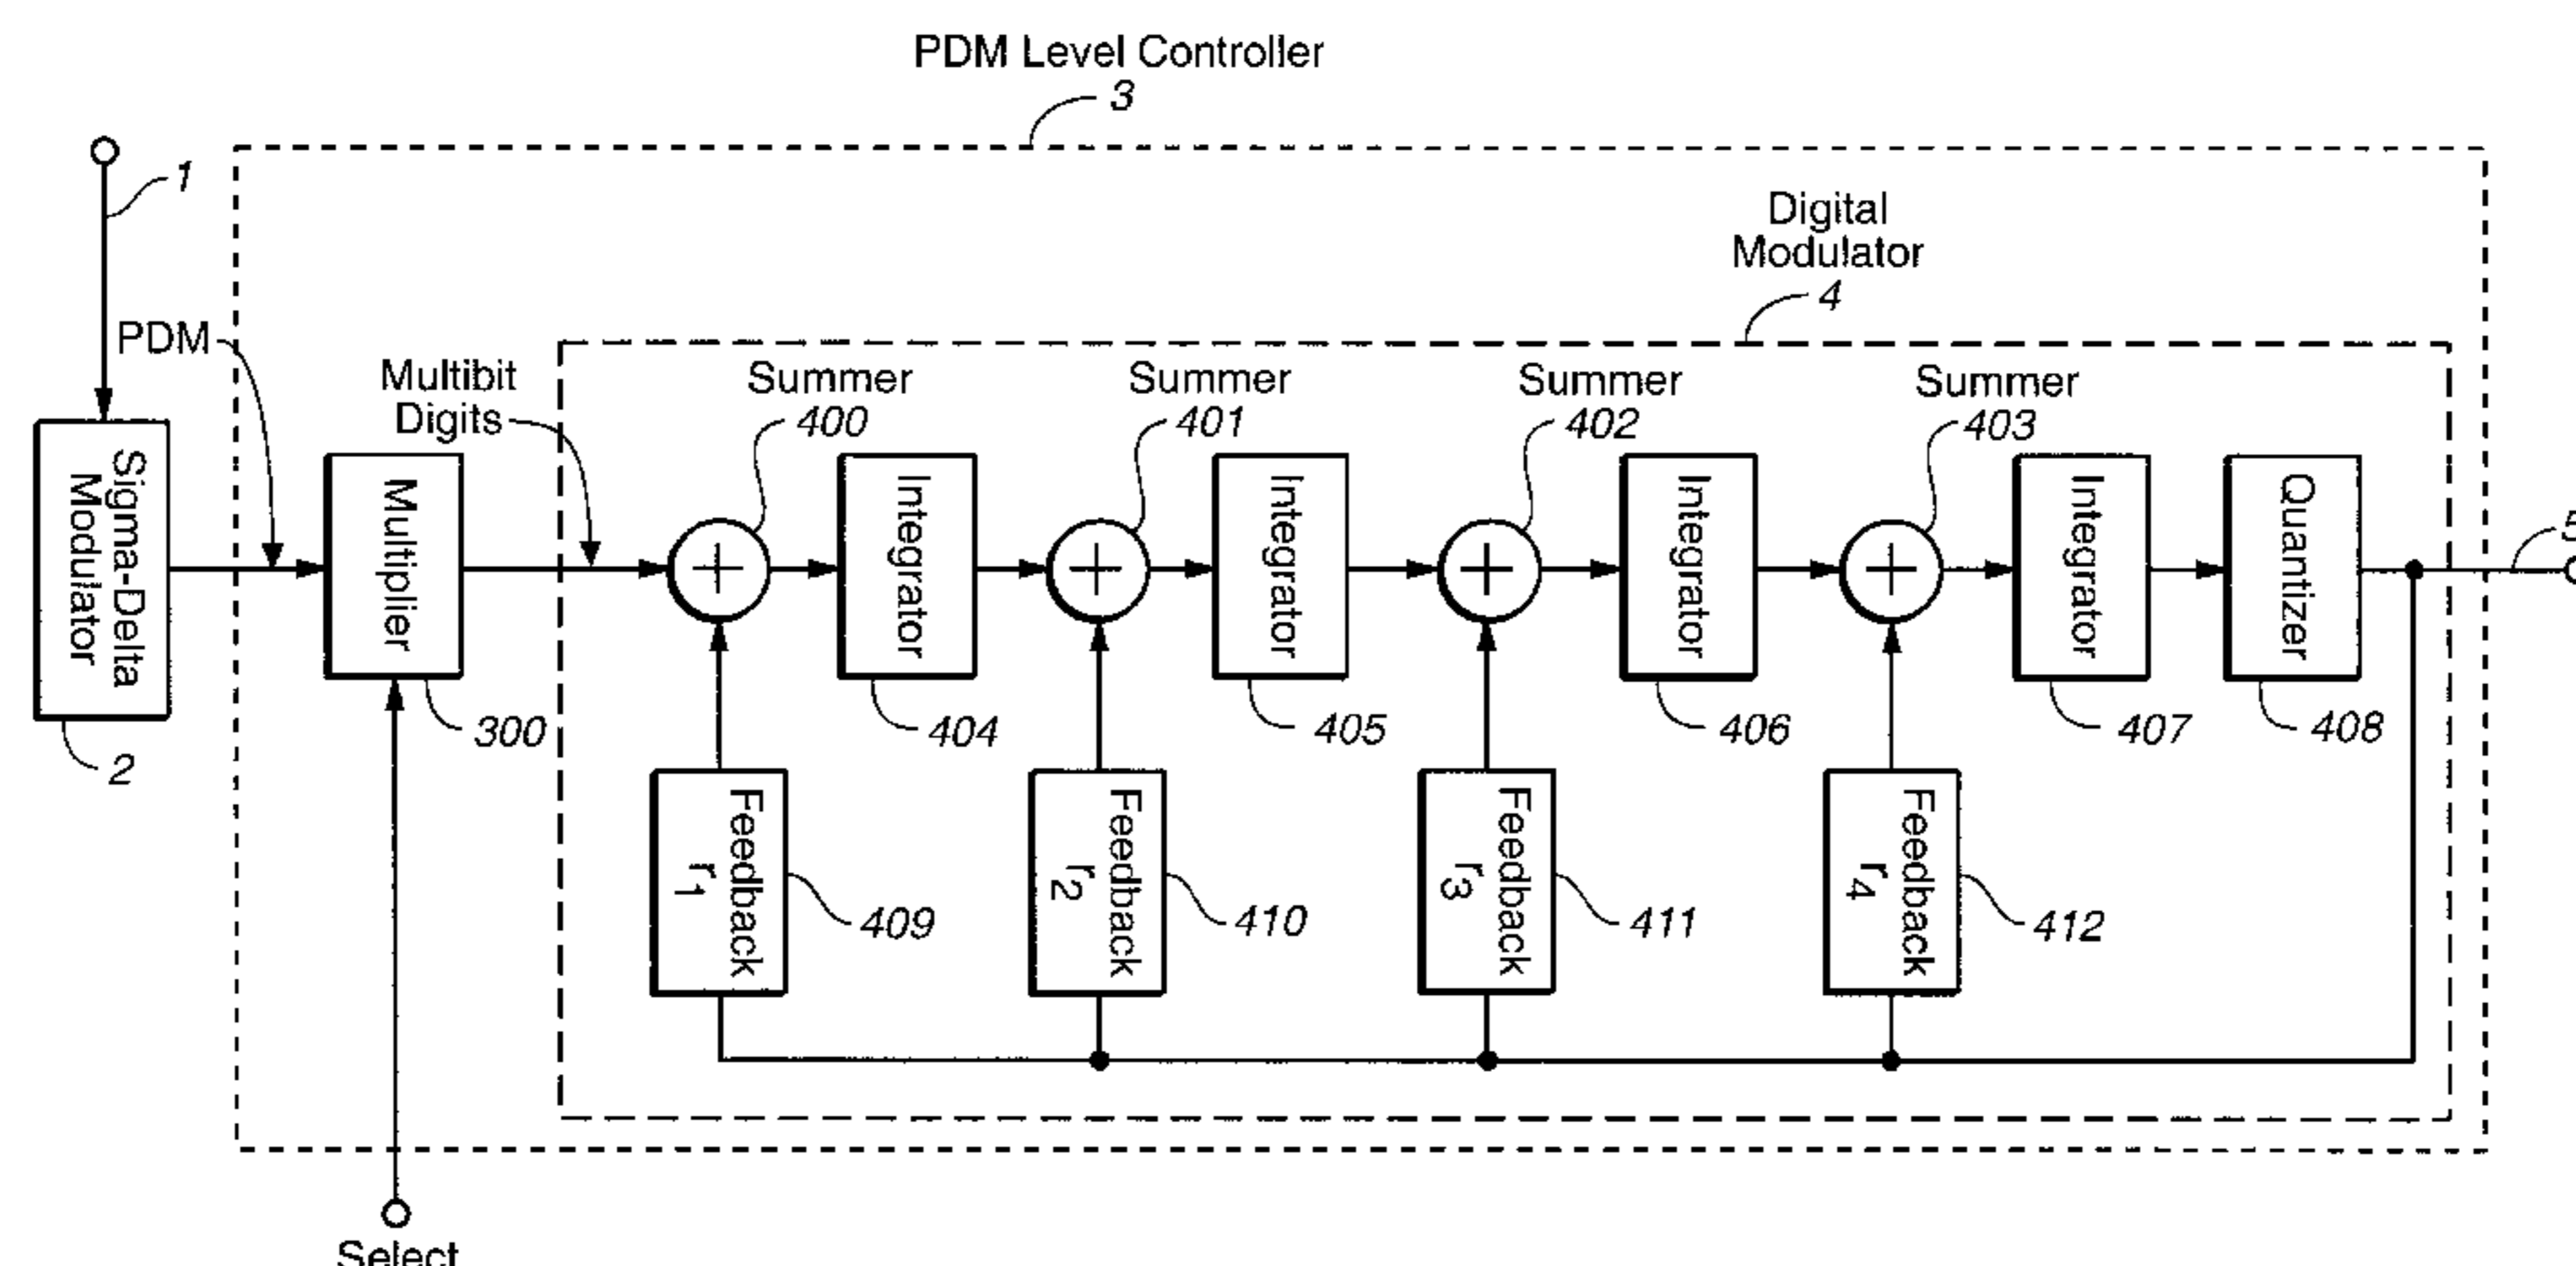 PDM Level Controller
3
1
Digital
Modulator
4
PDM
Multibit
Digits
Summer
400
Summer
401
Summer
402
Summer
403
5
Sigma-Delta
Modulator
Multiplier
Integrator
Integrator
Integrator
Integrator
Quantizer
2
300
404
405
406
407
408
Feedback
r1
Feedback
r2
Feedback
r3
Feedback
r4
409
410
411
412
Select